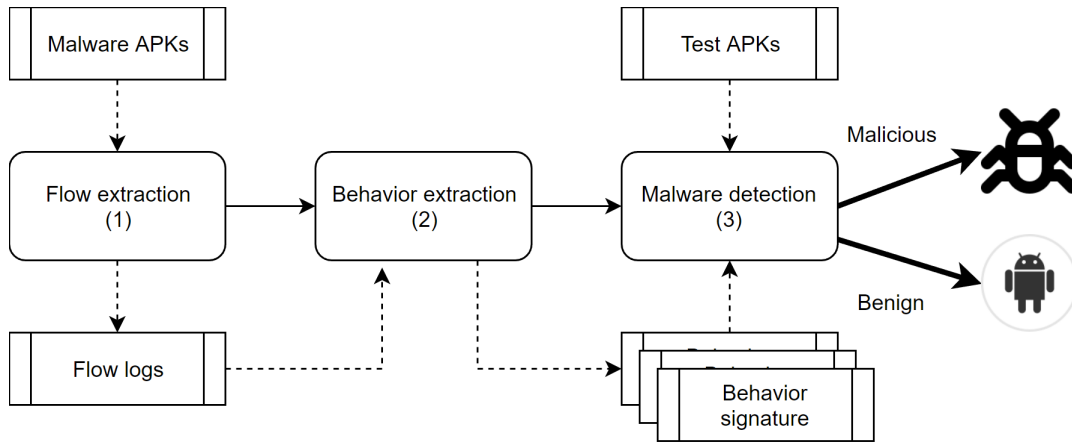 Malware APKs
Test APKs
Malicious
Flow extraction
(1)
Behavior extraction
(2)
Malware detection
(3)
Benign
Flow logs
Behavior
signature